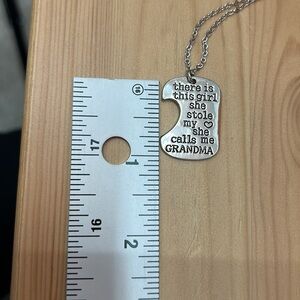 there is
this girl
she
stole
my ♡
she
calls me
GRANDMA
18
17
1
16
2